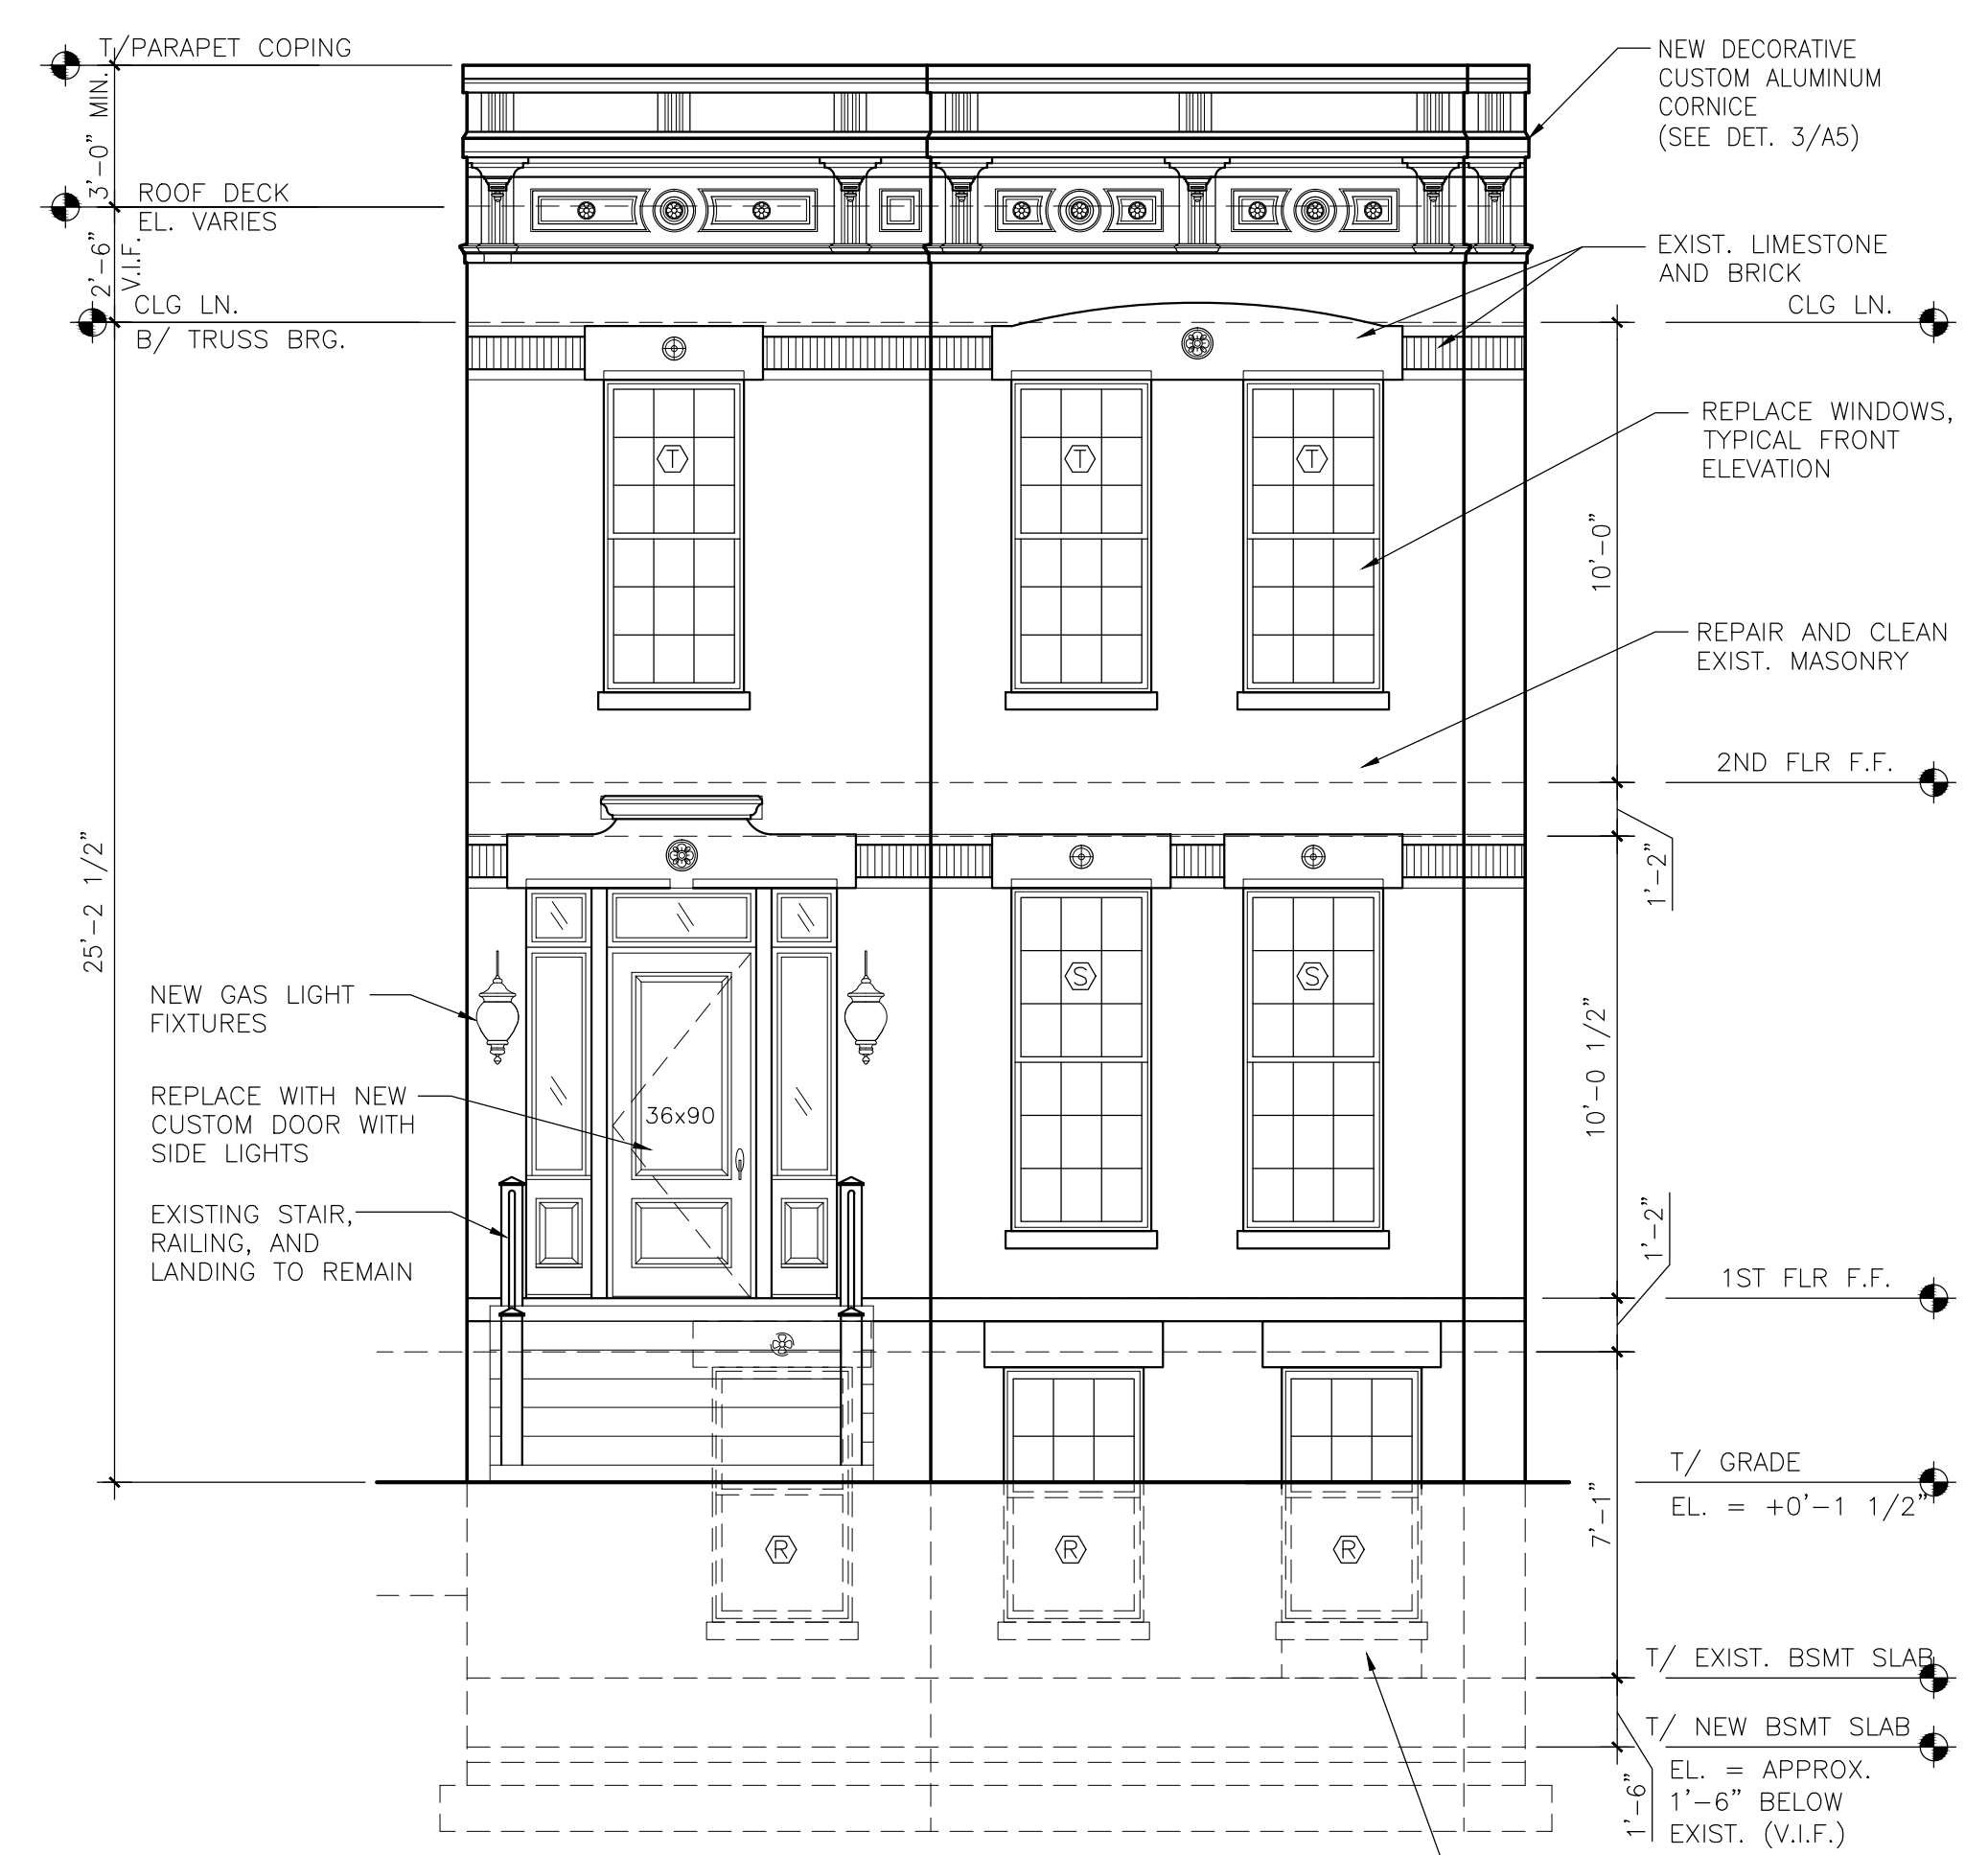 T/PARAPET COPING
3'-0" MIN.
ROOF DECK
EL. VARIES
2'-6"
V.I.F.
CLG LN.
B/ TRUSS BRG.
25'-2 1/2"
NEW GAS LIGHT
FIXTURES
REPLACE WITH NEW
CUSTOM DOOR WITH
SIDE LIGHTS
EXISTING STAIR,
RAILING, AND
LANDING TO REMAIN
T
T
T
36x90
S
S
R
R
R
NEW DECORATIVE
CUSTOM ALUMINUM
CORNICE
(SEE DET. 3/A5)
EXIST. LIMESTONE
AND BRICK
CLG LN.
REPLACE WINDOWS,
TYPICAL FRONT
ELEVATION
10'-0"
REPAIR AND CLEAN
EXIST. MASONRY
2ND FLR F.F.
1'-2"
10'-0 1/2"
1'-2"
1ST FLR F.F.
T/ GRADE
EL. = +0'-1 1/2"
7'-1"
T/ EXIST. BSMT SLAB
T/ NEW BSMT SLAB
EL. = APPROX.
1'-6" BELOW
EXIST. (V.I.F.)
1'-6"